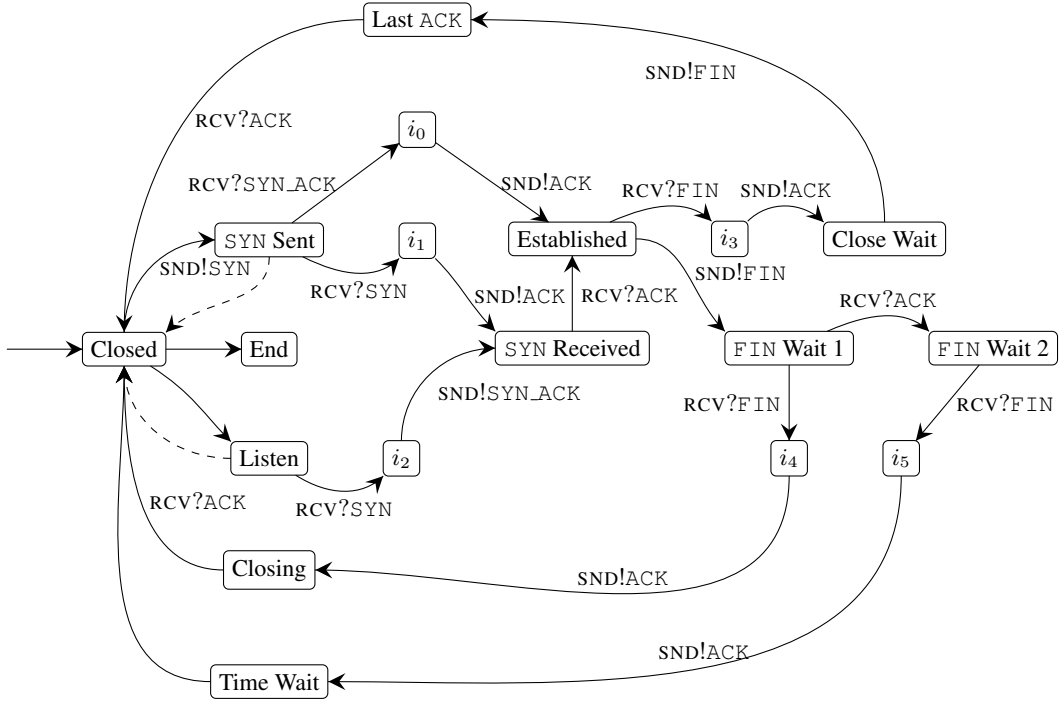 Last ACK
SND!FIN
RCV?ACK
i₀
RCV?SYN_ACK
SND!ACK
RCV?FIN
SND!ACK
SYN Sent
i₁
Established
i₃
Close Wait
SND!SYN
RCV?SYN
SND!ACK
RCV?ACK
SND!FIN
RCV?ACK
Closed
End
SYN Received
FIN Wait 1
FIN Wait 2
SND!SYN_ACK
RCV?FIN
RCV?FIN
Listen
i₂
i₄
i₅
RCV?ACK
RCV?SYN
Closing
SND!ACK
SND!ACK
Time Wait